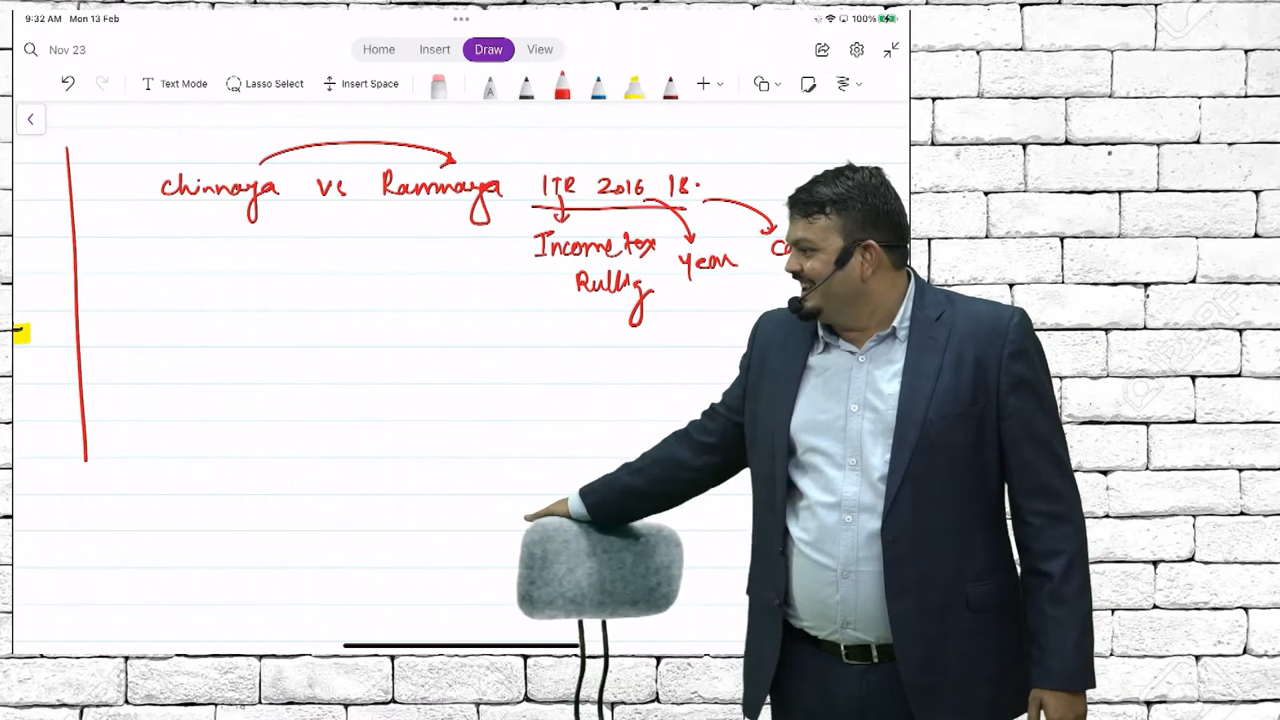 9:32 AM Mon 13 Feb
100%
Nov 23
Home Insert Draw View
Text Mode Lasso Select Insert Space
chinnaya vs Ramnaya ITR 2016 18.
Income tax year
Ruling